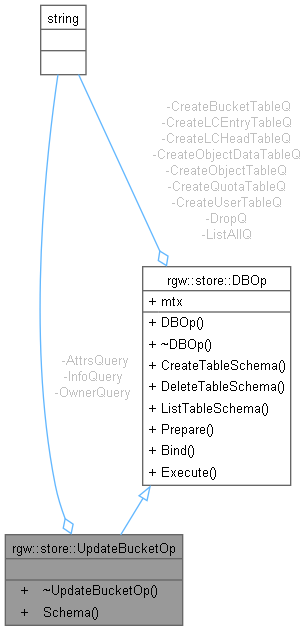 string
-CreateBucketTableQ
-CreateLCEntryTableQ
-CreateLCHeadTableQ
-CreateObjectDataTableQ
-CreateObjectTableQ
-CreateQuotaTableQ
-CreateUserTableQ
-DropQ
-ListAllQ
rgw::store::DBOp
+ mtx
+ DBOp()
+ ~DBOp()
+ CreateTableSchema()
+ DeleteTableSchema()
+ ListTableSchema()
+ Prepare()
+ Bind()
+ Execute()
-AttrsQuery
-InfoQuery
-OwnerQuery
rgw::store::UpdateBucketOp
+ ~UpdateBucketOp()
+ Schema()